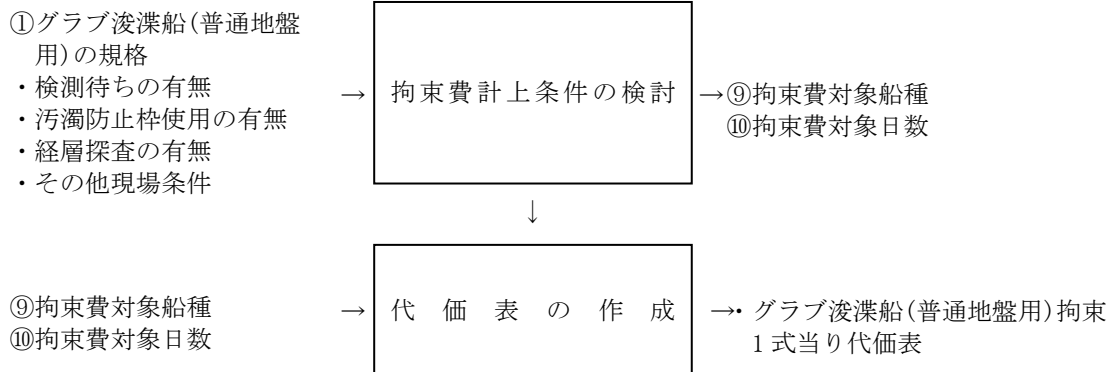 ①グラブ浚渫船(普通地盤
用)の規格
・検測待ちの有無
・汚濁防止枠使用の有無
・経層探査の有無
・その他現場条件
→
拘束費計上条件の検討
→⑨拘束費対象船種
⑩拘束費対象日数
↓
⑨拘束費対象船種
⑩拘束費対象日数
→
代価表の作成
→・グラブ浚渫船(普通地盤用)拘束
1式当り代価表